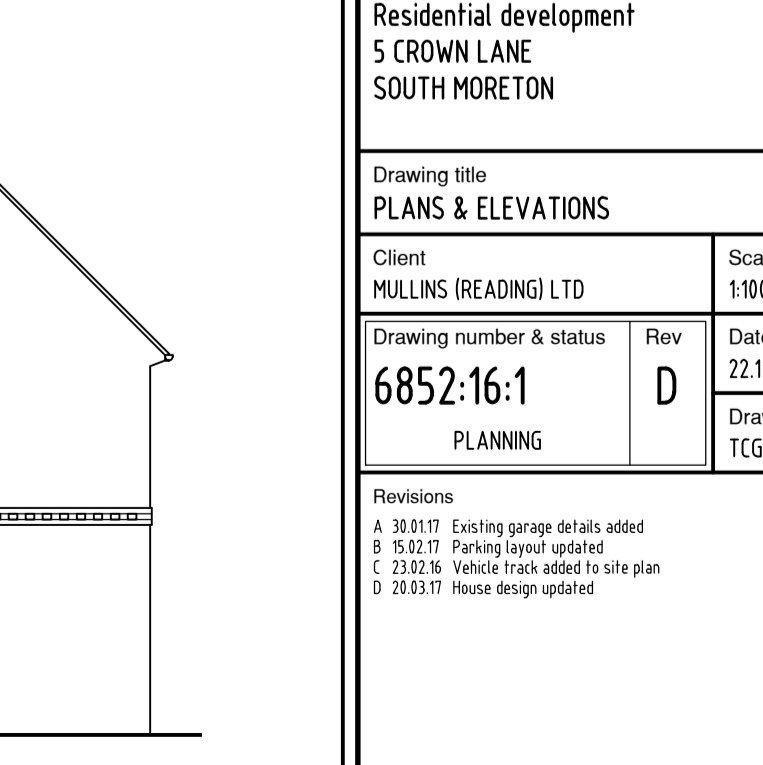 Residential development
5 CROWN LANE
SOUTH MORETON
Drawing title
PLANS & ELEVATIONS
Client
MULLINS (READING) LTD
Drawing number & status
Rev
6852:16:1
D
PLANNING
Revisions
A 30.01.17 Existing garage details added
B 15.02.17 Parking layout updated
C 23.02.16 Vehicle track added to site plan
D 20.03.17 House design updated
TCG